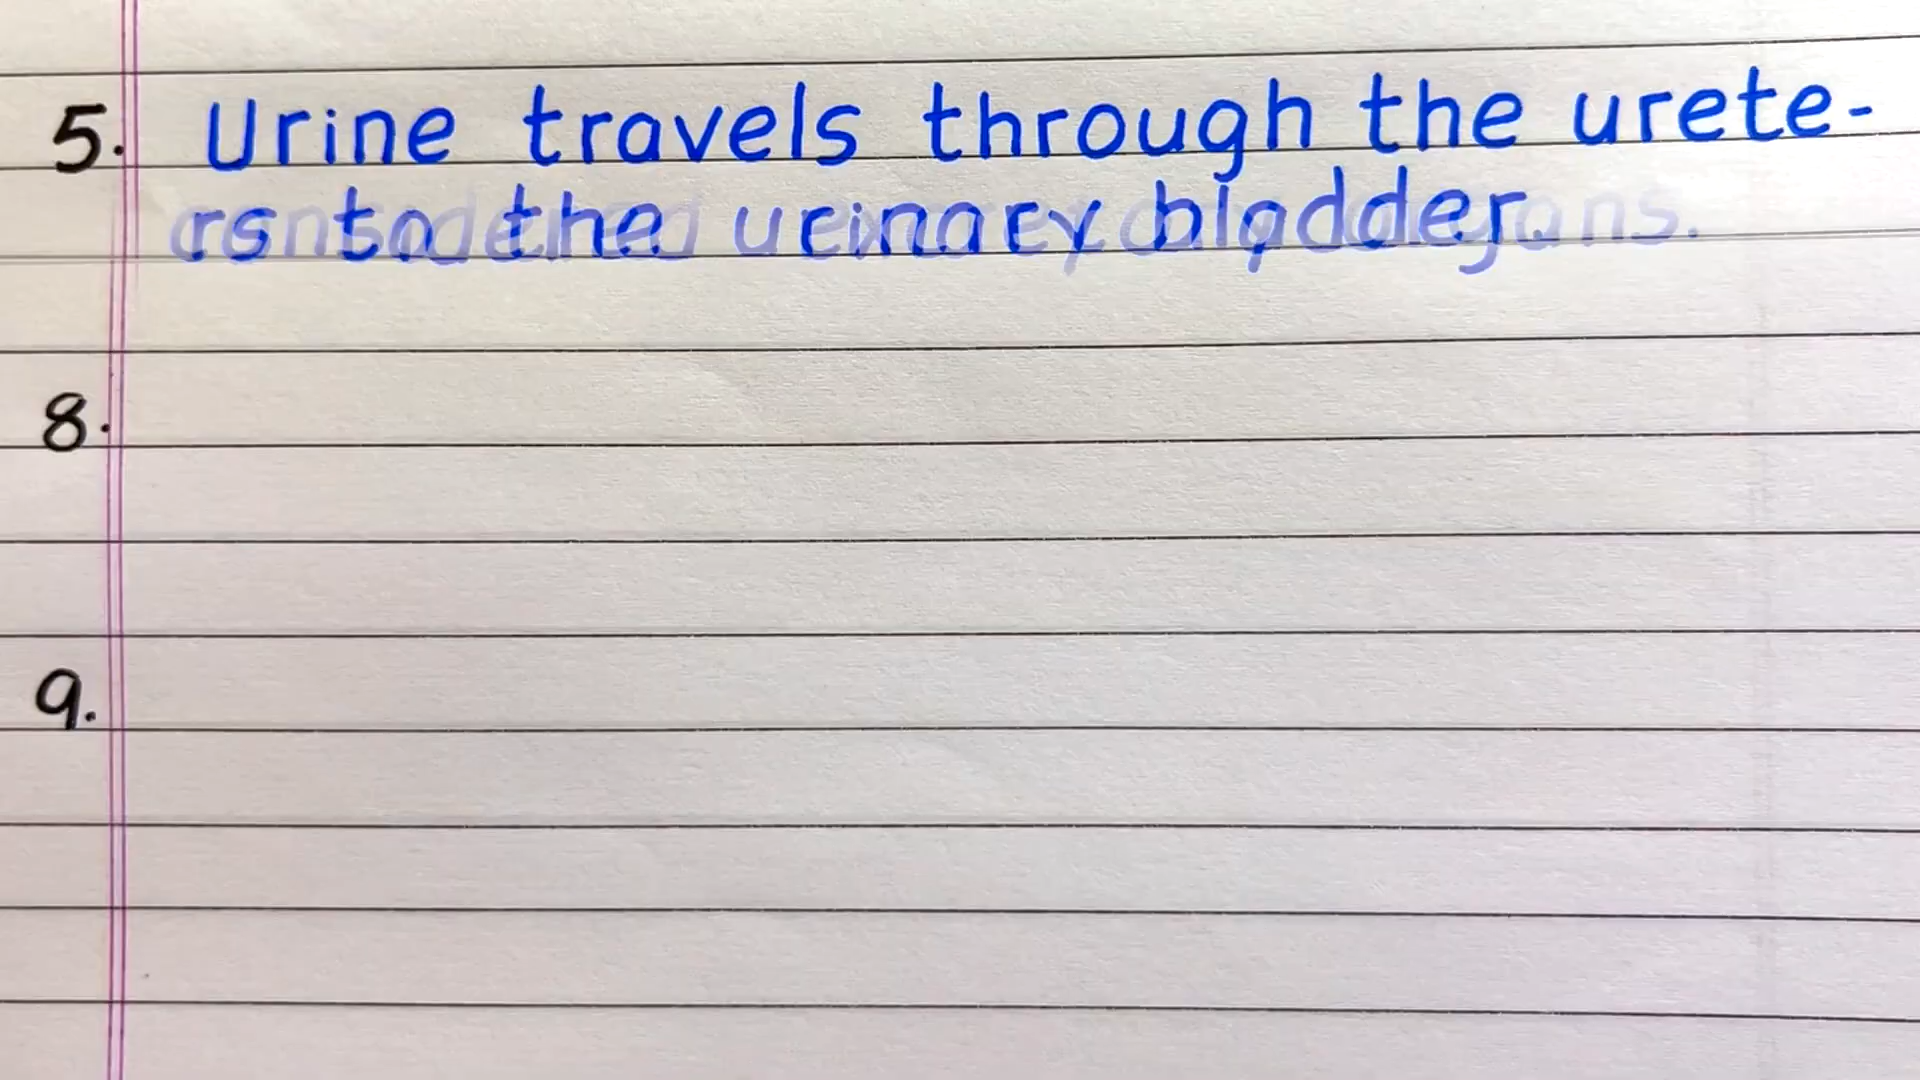 5. Urine travels through the urete-
rs to the urinary bladder.
8.
9.